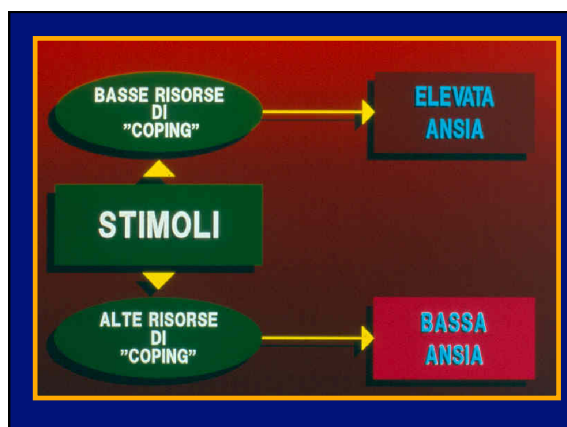 BASSE RISORSE
DI
"COPING"
ELEVATA
ANSIA
STIMOLI
ALTE RISORSE
DI
"COPING"
BASSA
ANSIA